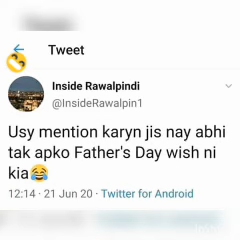 Tweet
Inside Rawalpindi
@InsideRawalpin1
Usy mention karyn jis nay abhi
tak apko Father's Day wish ni
kia😂
12:14 · 21 Jun 20 · Twitter for Android